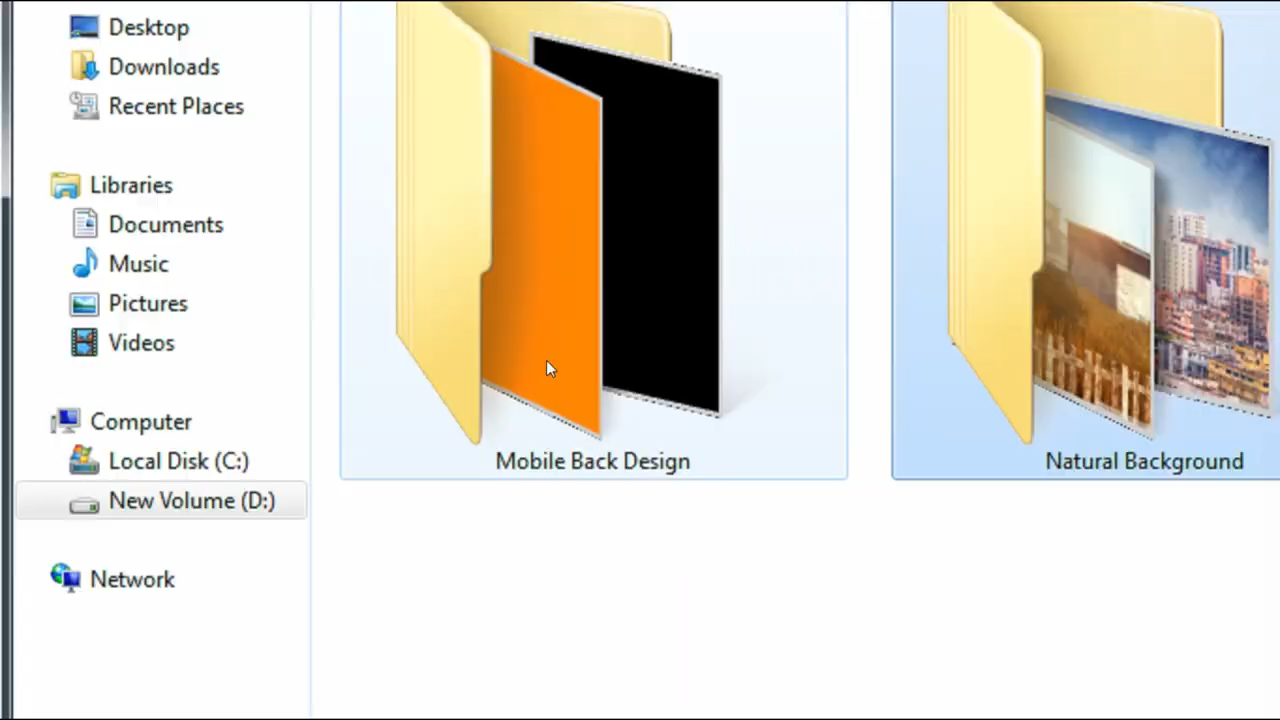 Desktop
Downloads
Recent Places
Libraries
Documents
Music
Pictures
Videos
Computer
Local Disk (C:)
New Volume (D:)
Network
Mobile Back Design
Natural Background